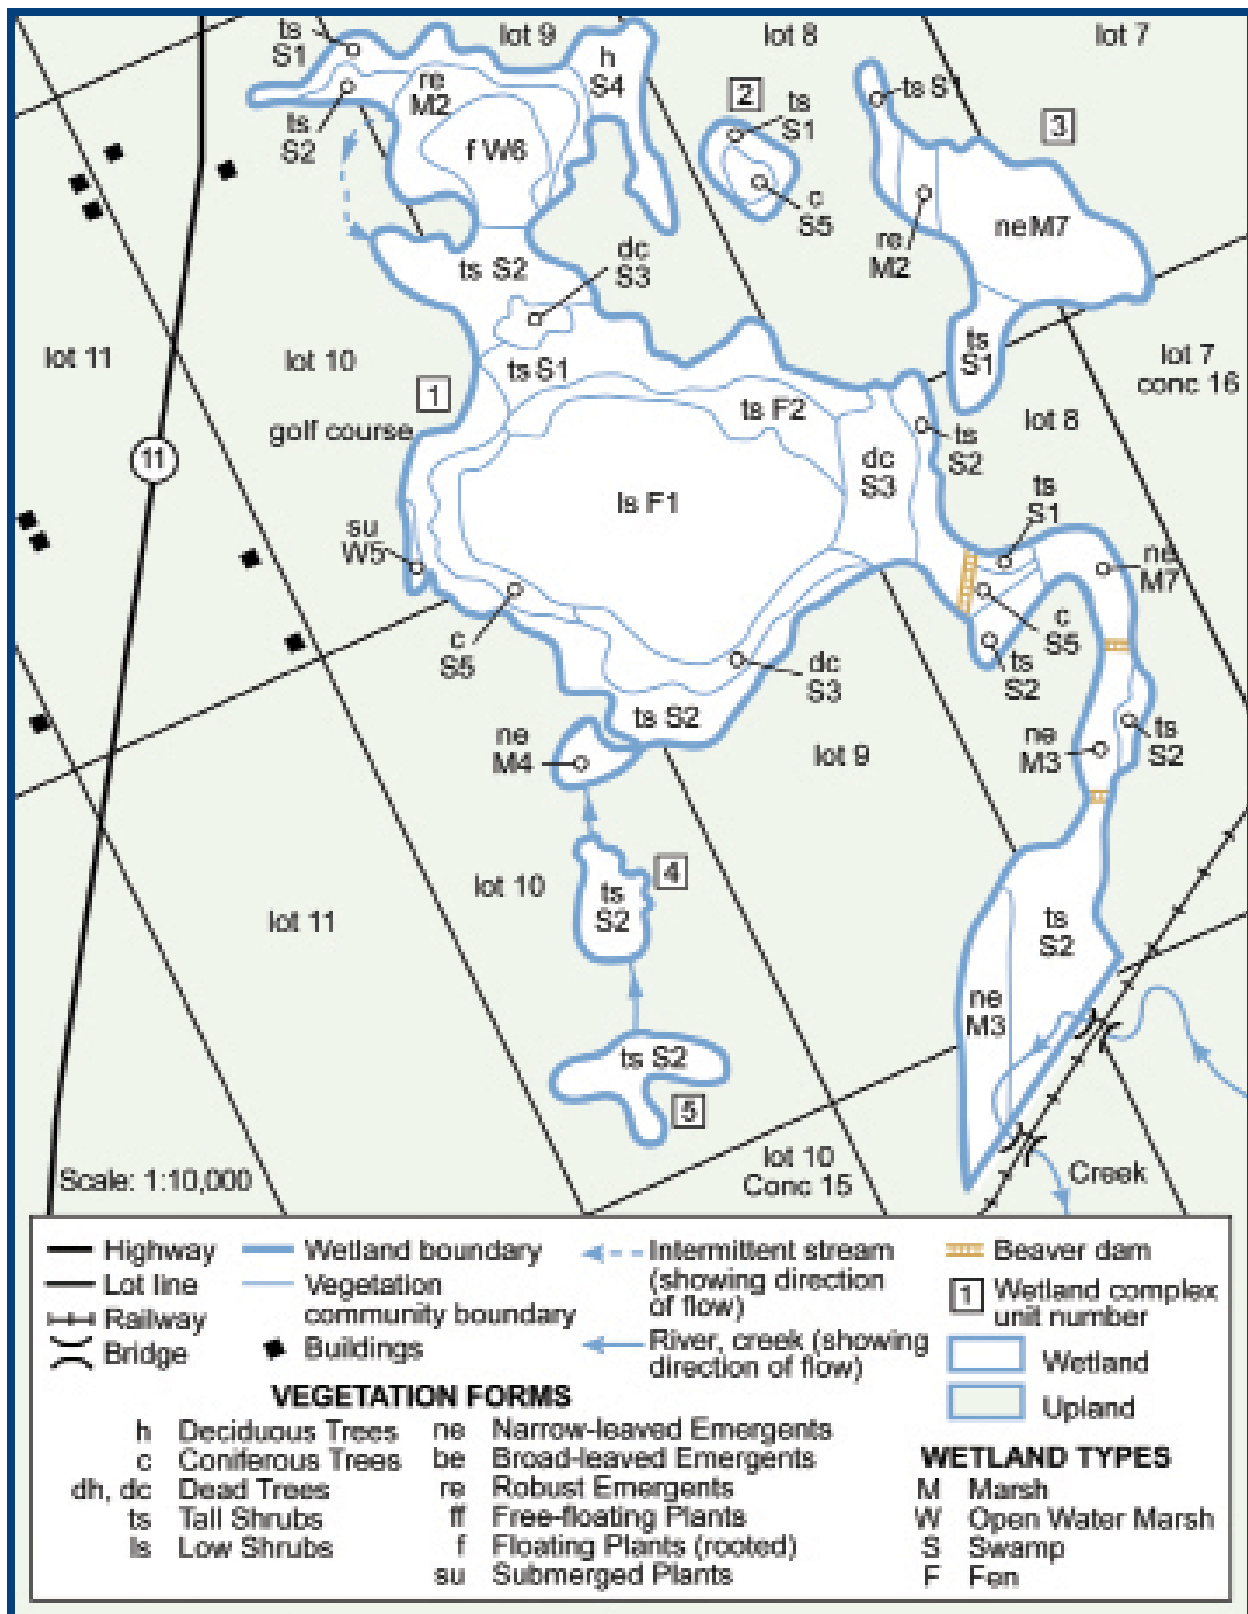 ts
S1
lot 9
h
S4
lot 8
lot 7
re
M2
2
ts
S1
ts S1
3
ts
S2
f W6
c
S5
re
M2
ne M7
ts S2
dc
S3
lot 11
lot 10
ts S1
1
ts
S1
lot 7
conc 16
golf course
ts F2
lot 8
11
dc
S3
ts
S2
ls F1
ts
S1
su
W5
ne
M7
c
S5
c
S5
dc
S3
ts
S2
ts S2
ne
M4
lot 9
ne
M3
ts
S2
lot 10
4
ts
S2
lot 11
ts
S2
ne
M3
ts S2
5
Scale: 1:10,000
lot 10
Conc 15
Creek
Highway
Lot line
Railway
Bridge
Wetland boundary
Vegetation
community boundary
Buildings
Intermittent stream
(showing direction
of flow)
River, creek (showing
direction of flow)
Beaver dam
1 Wetland complex
unit number
Wetland
Upland
VEGETATION FORMS
h Deciduous Trees
c Coniferous Trees
dh, dc Dead Trees
ts Tall Shrubs
ls Low Shrubs
ne Narrow-leaved Emergents
be Broad-leaved Emergents
re Robust Emergents
ff Free-floating Plants
f Floating Plants (rooted)
su Submerged Plants
WETLAND TYPES
M Marsh
W Open Water Marsh
S Swamp
F Fen